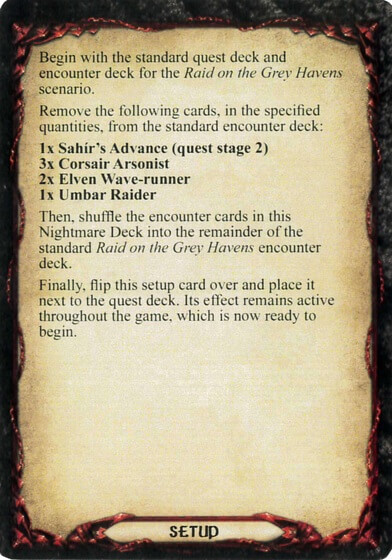 Begin with the standard quest deck and
encounter deck for the Raid on the Grey Havens
scenario.
Remove the following cards, in the specified
quantities, from the standard encounter deck:
1x Sahír's Advance (quest stage 2)
3x Corsair Arsonist
2x Elven Wave-runner
1x Umbar Raider
Then, shuffle the encounter cards in this
Nightmare Deck into the remainder of the
standard Raid on the Grey Havens encounter
deck.
Finally, flip this setup card over and place it
next to the quest deck. Its effect remains active
throughout the game, which is now ready to
begin.
SETUP